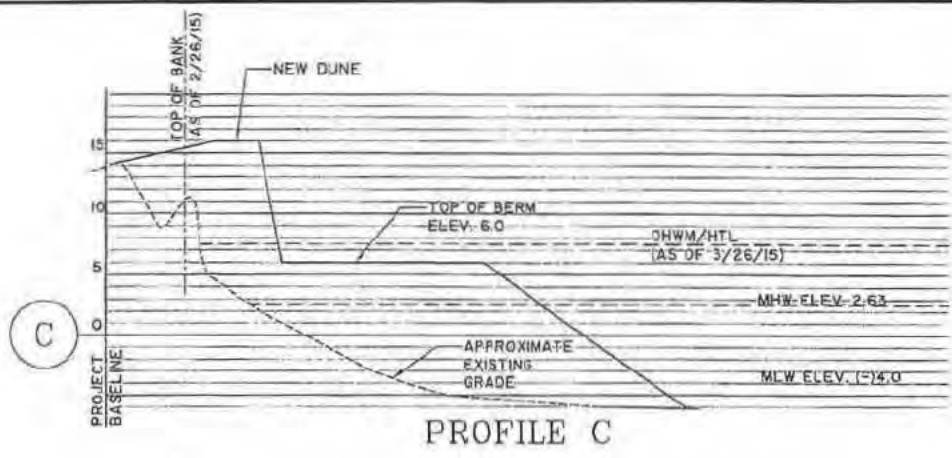 TOP OF BANK
(AS OF 2/26/15)
NEW DUNE
15
10
TOP OF BERM
ELEV. 6.0
OHWM/HTL
(AS OF 3/26/15)
5
MHW ELEV. 2.63
0
C
APPROXIMATE
EXISTING
GRADE
MLW ELEV. (-)4.0
PROJECT
BASELINE
PROFILE C